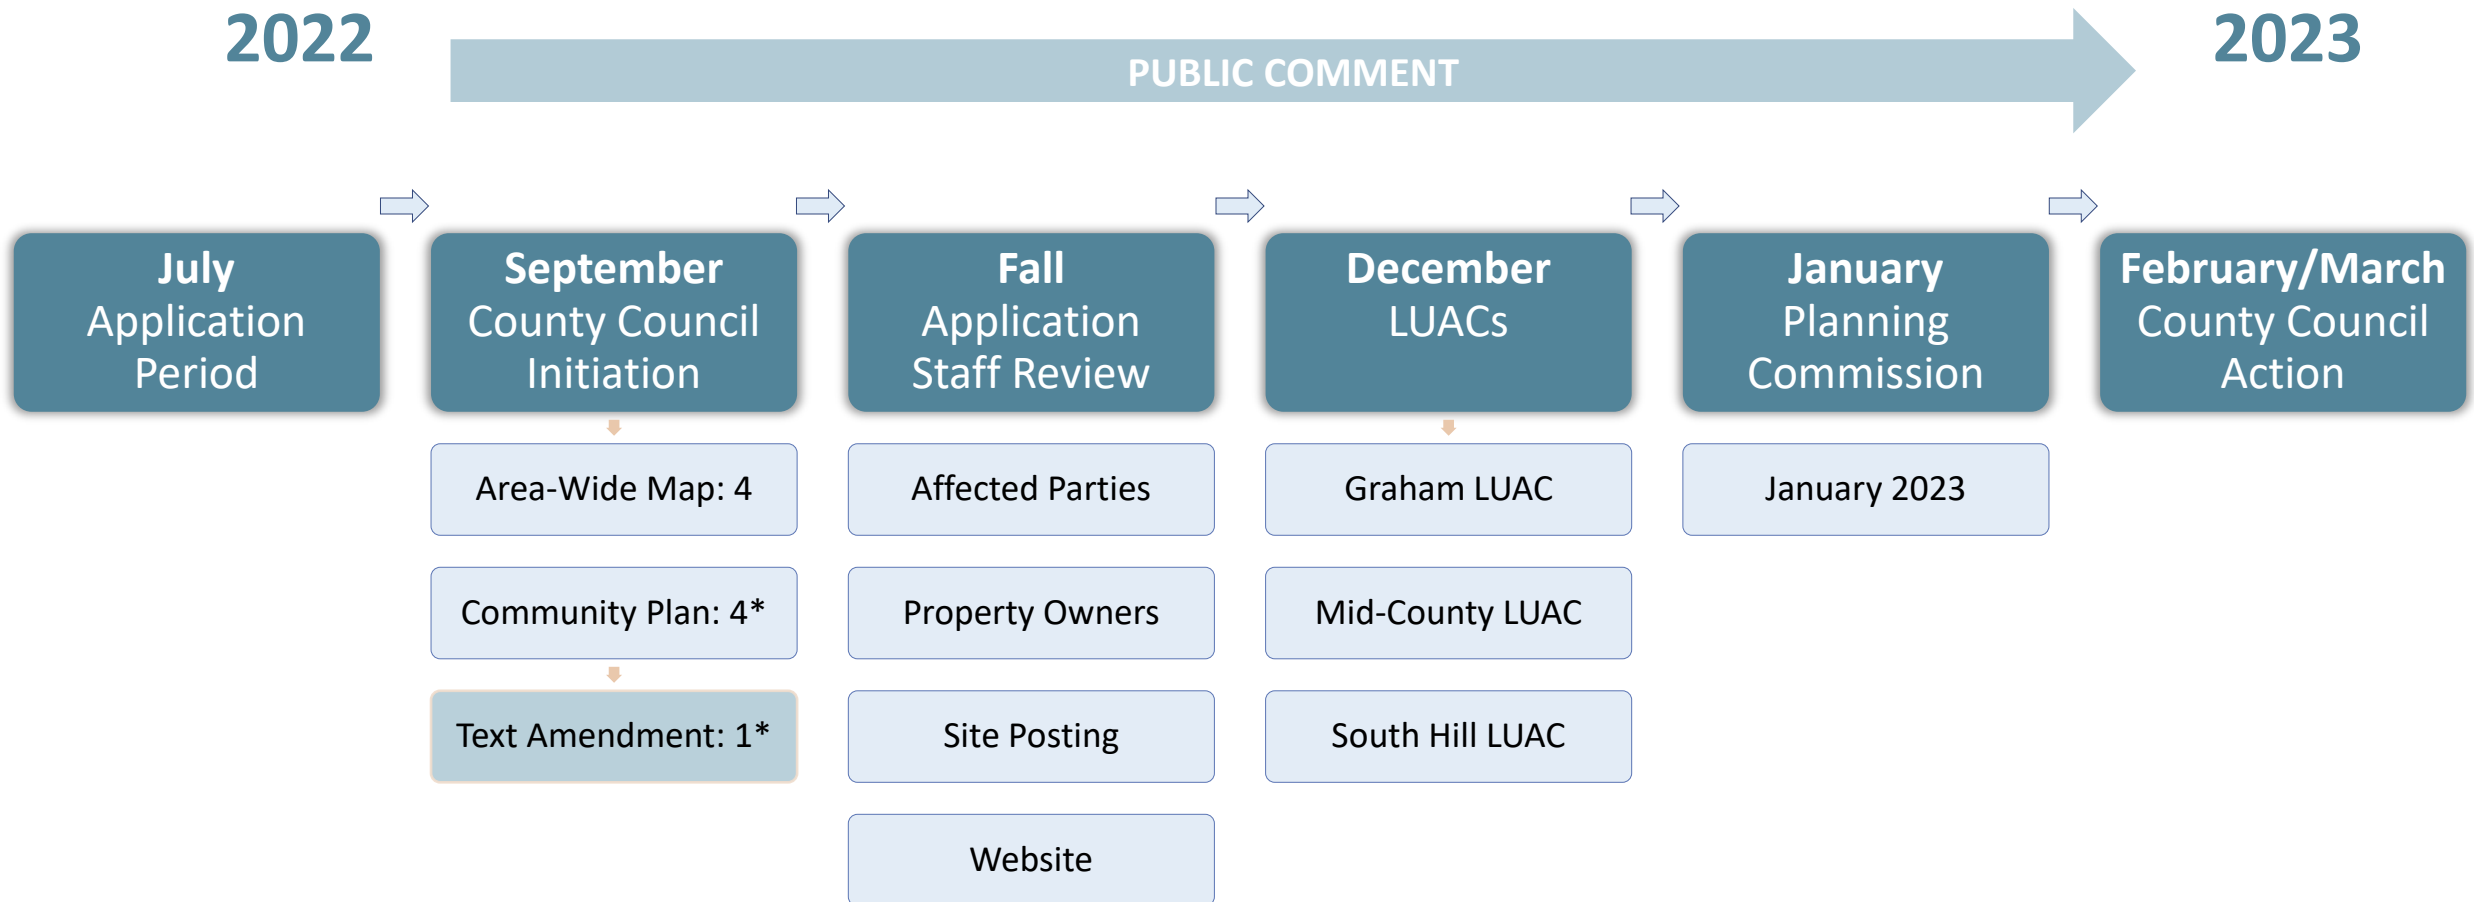 2022
PUBLIC COMMENT
2023
July
Application
Period
September
County Council
Initiation
Fall
Application
Staff Review
December
LUACs
January
Planning
Commission
February/March
County Council
Action
Area-Wide Map: 4
Community Plan: 4*
Text Amendment: 1*
Affected Parties
Property Owners
Site Posting
Website
Graham LUAC
Mid-County LUAC
South Hill LUAC
January 2023